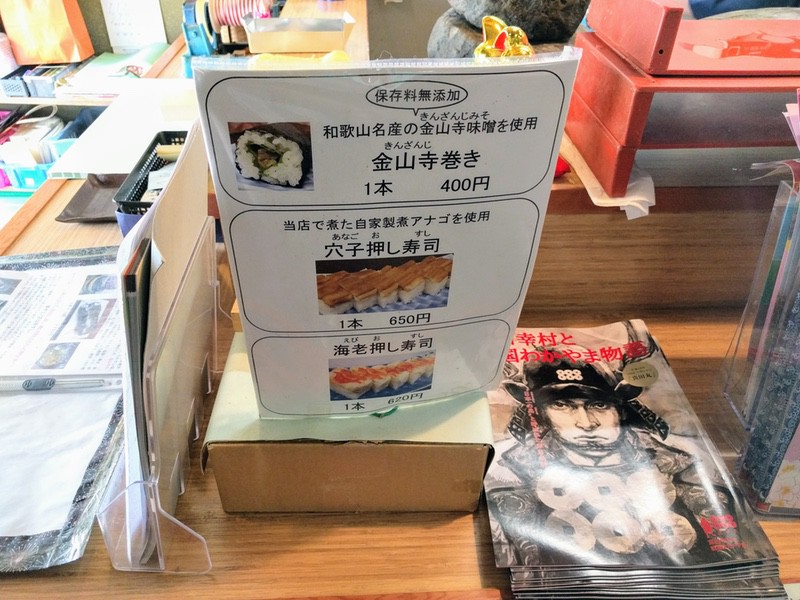 保存料無添加
きんざんじみそ
和歌山名産の金山寺味噌を使用
きんざんじ
金山寺巻き
1本 400円
当店で煮た自家製煮アナゴを使用
あなご お すし
穴子押し寿司
1本 650円
えび お すし
海老押し寿司
1本 620円
幸村と
国わかやま物